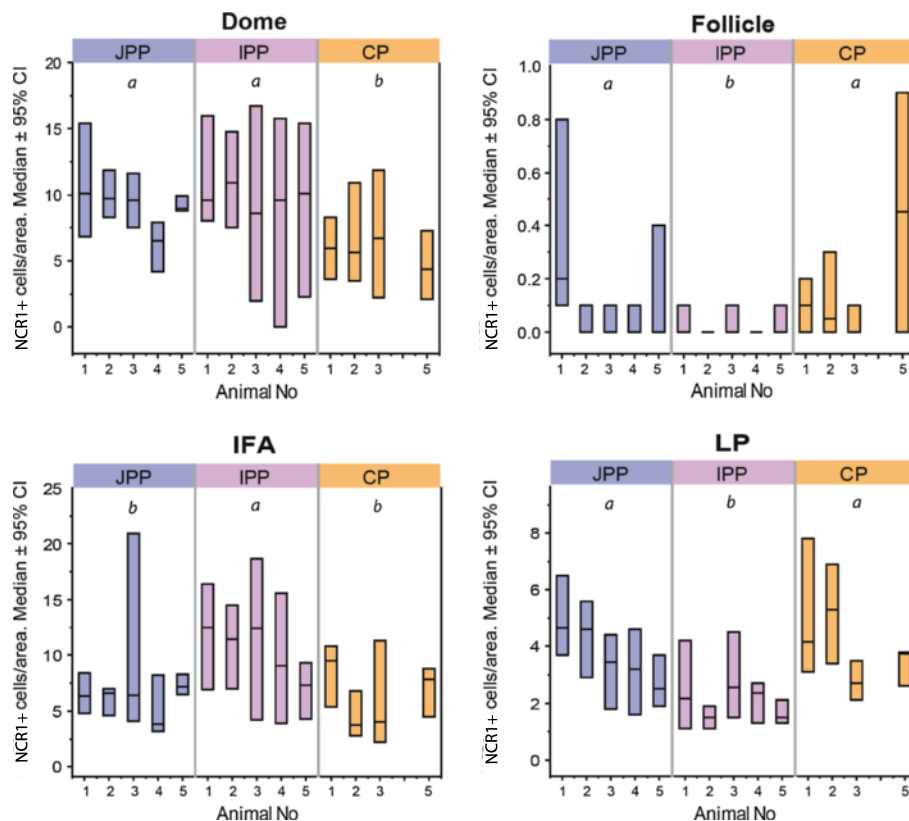 Dome
JPP IPP CP
a a b
20
15
10
5
0
NCR1+ cells/area. Median ± 95% CI
1 2 3 4 5 1 2 3 4 5 1 2 3 5
Animal No
Follicle
JPP IPP CP
a b a
1.0
0.8
0.6
0.4
0.2
0.0
NCR1+ cells/area. Median ± 95% CI
1 2 3 4 5 1 2 3 4 5 1 2 3 5
Animal No
IFA
JPP IPP CP
b a b
25
20
15
10
5
0
NCR1+ cells/area. Median ± 95% CI
1 2 3 4 5 1 2 3 4 5 1 2 3 5
Animal No
LP
JPP IPP CP
a b a
8
6
4
2
0
NCR1+ cells/area. Median ± 95% CI
1 2 3 4 5 1 2 3 4 5 1 2 3 5
Animal No